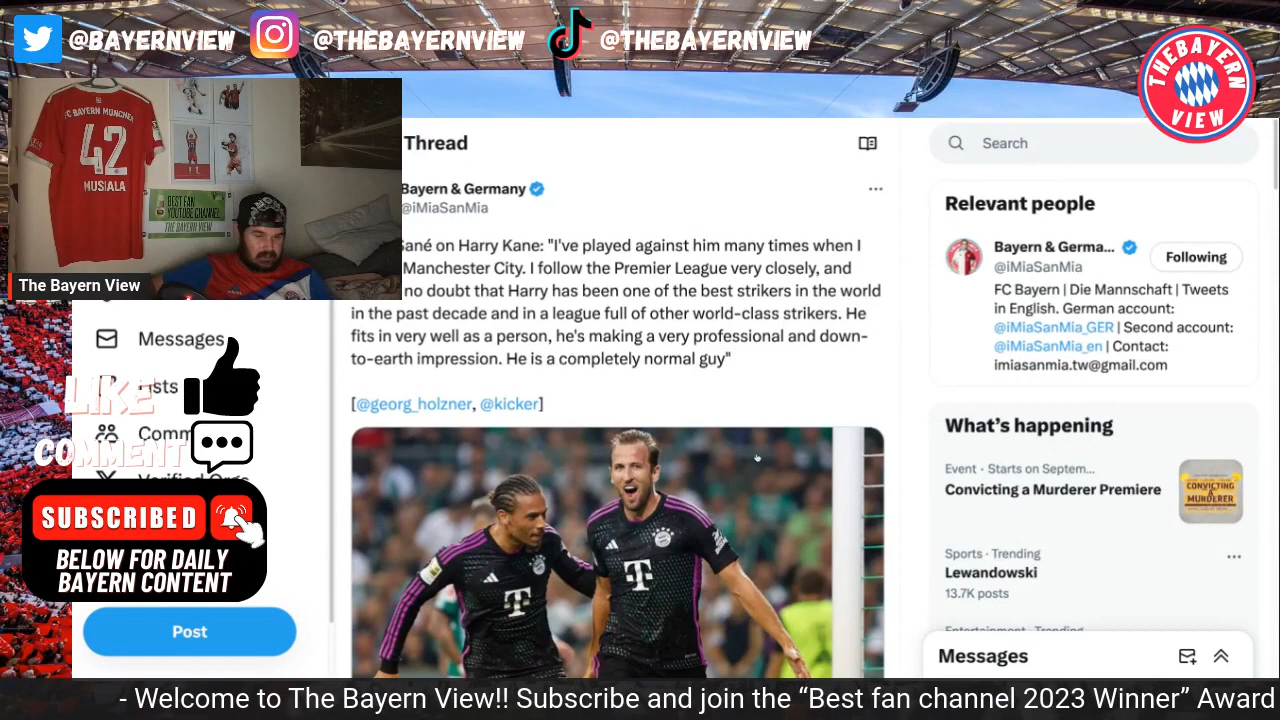 @BAYERNVIEW
@THEBAYERNVIEW
@THEBAYERNVIEW
THEBAYERN
VIEW
FC BAYERN MÜNCHEN
42
MUSIALA
BEST FAN
YOUTUBE CHANNEL
THE BAYERN VIEW
The Bayern View
Thread
Bayern & Germany
@iMiaSanMia
Sané on Harry Kane: "I've played against him many times when I
Manchester City. I follow the Premier League very closely, and
no doubt that Harry has been one of the best strikers in the world
in the past decade and in a league full of other world-class strikers. He
fits in very well as a person, he's making a very professional and down-
to-earth impression. He is a completely normal guy"
[@georg_holzner, @kicker]
Messages
Lists
Comm
Verified Orgs
LIKE
COMMENT
SUBSCRIBED
BELOW FOR DAILY
BAYERN CONTENT
Post
Search
Relevant people
Bayern & Germa...
@iMiaSanMia
Following
FC Bayern | Die Mannschaft | Tweets
in English. German account:
@iMiaSanMia_GER | Second account:
@iMiaSanMia_en | Contact:
imiasanmia.tw@gmail.com
What's happening
Event · Starts on Septem...
Convicting a Murderer Premiere
CONVICTING
A
MURDERER
Sports · Trending
Lewandowski
13.7K posts
Entertainment · Trending
Messages
- Welcome to The Bayern View!! Subscribe and join the “Best fan channel 2023 Winner” Award